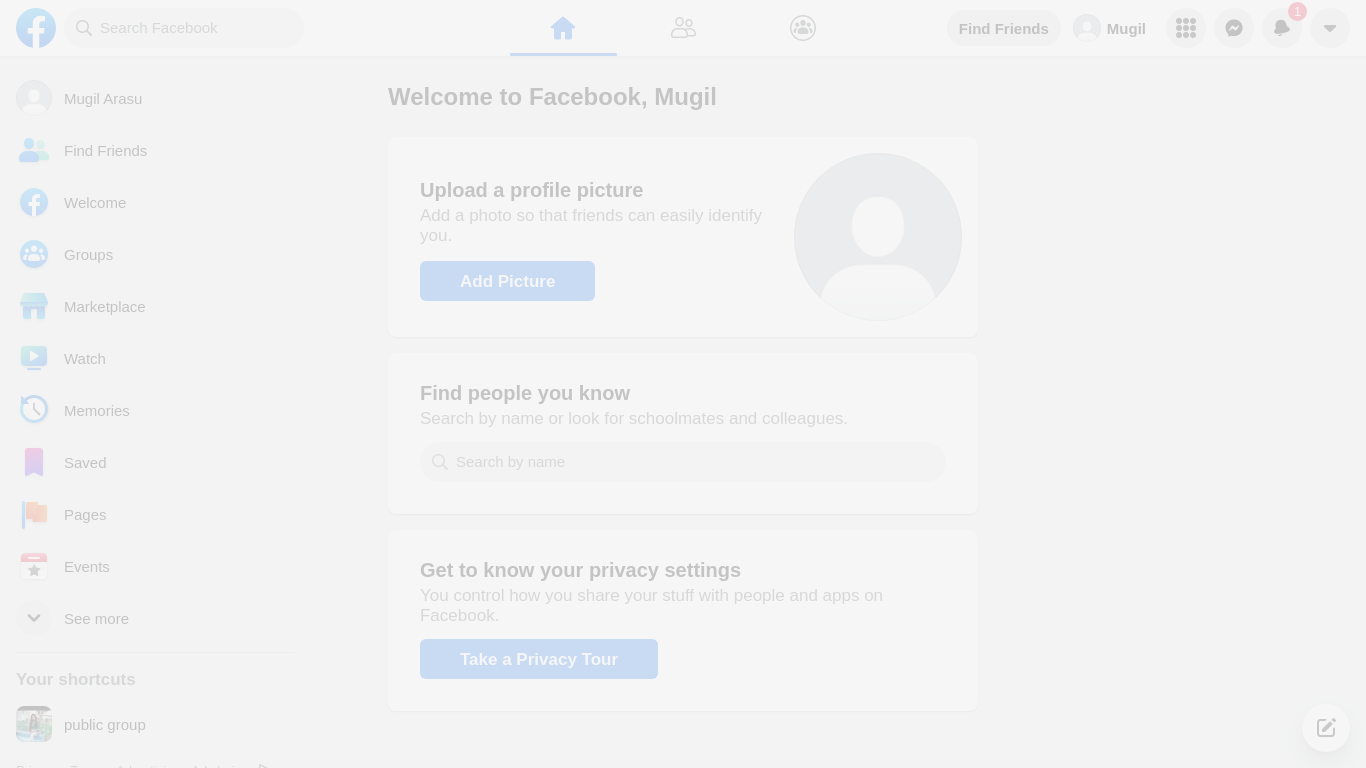 Search Facebook
Find Friends
Mugil
1
Mugil Arasu
Find Friends
Welcome
Groups
Marketplace
Watch
Memories
Saved
Pages
Events
See more
Your shortcuts
public group
Welcome to Facebook, Mugil
Upload a profile picture
Add a photo so that friends can easily identify
you.
Add Picture
Find people you know
Search by name or look for schoolmates and colleagues.
Search by name
Get to know your privacy settings
You control how you share your stuff with people and apps on
Facebook.
Take a Privacy Tour